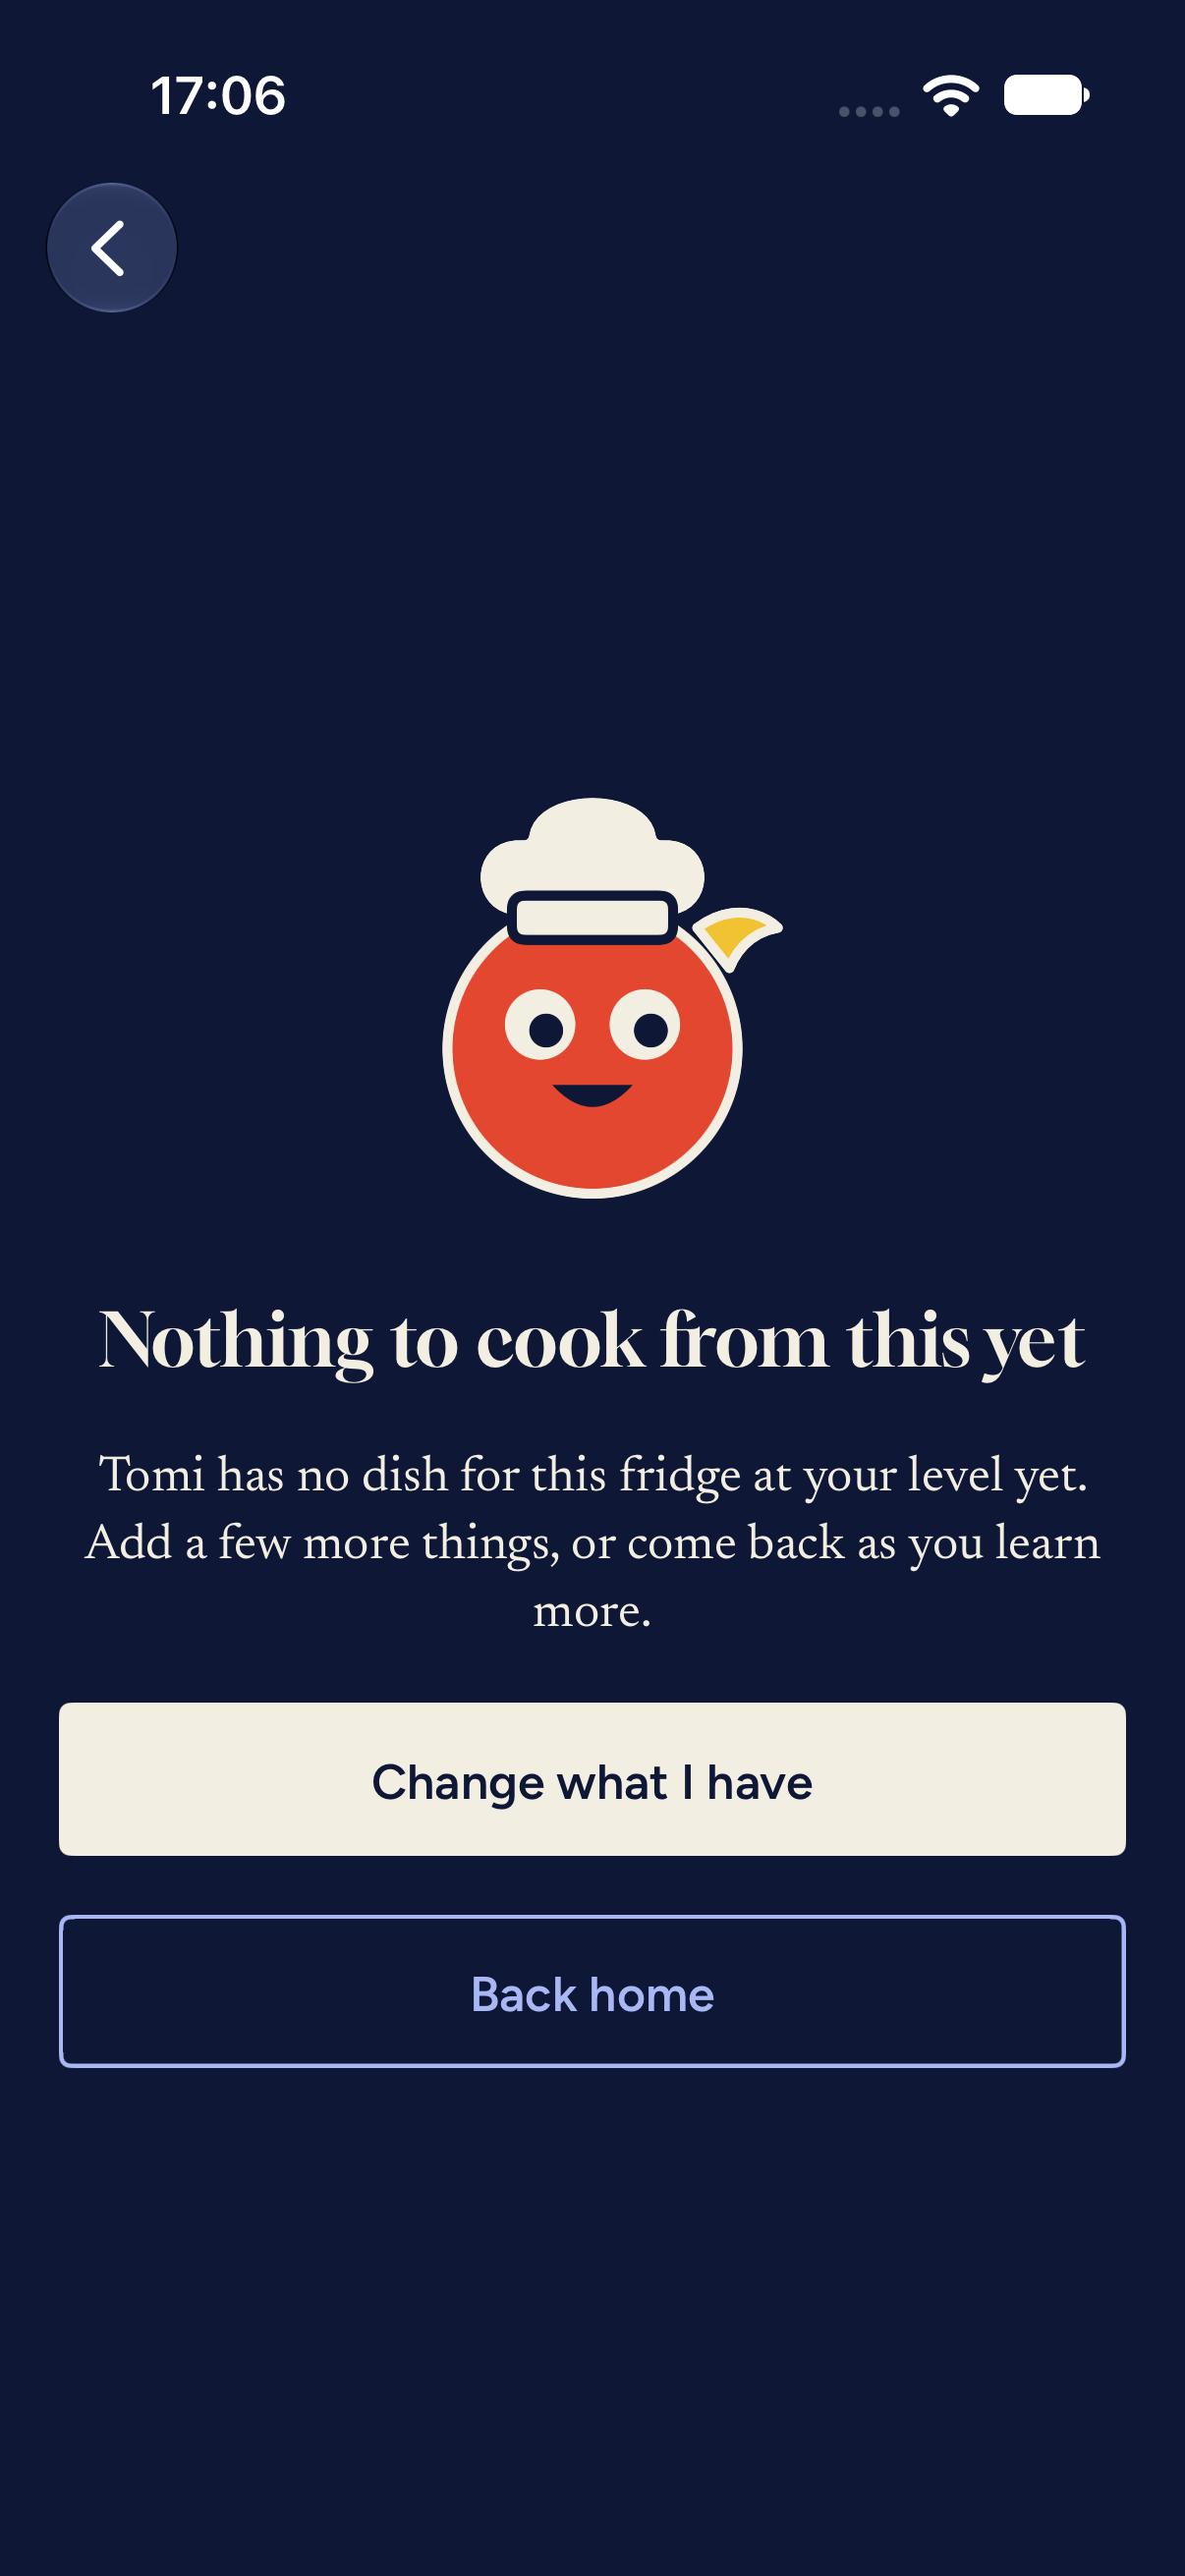 17:06
Nothing to cook from this yet
Tomi has no dish for this fridge at your level yet.
Add a few more things, or come back as you learn
more.
Change what I have
Back home